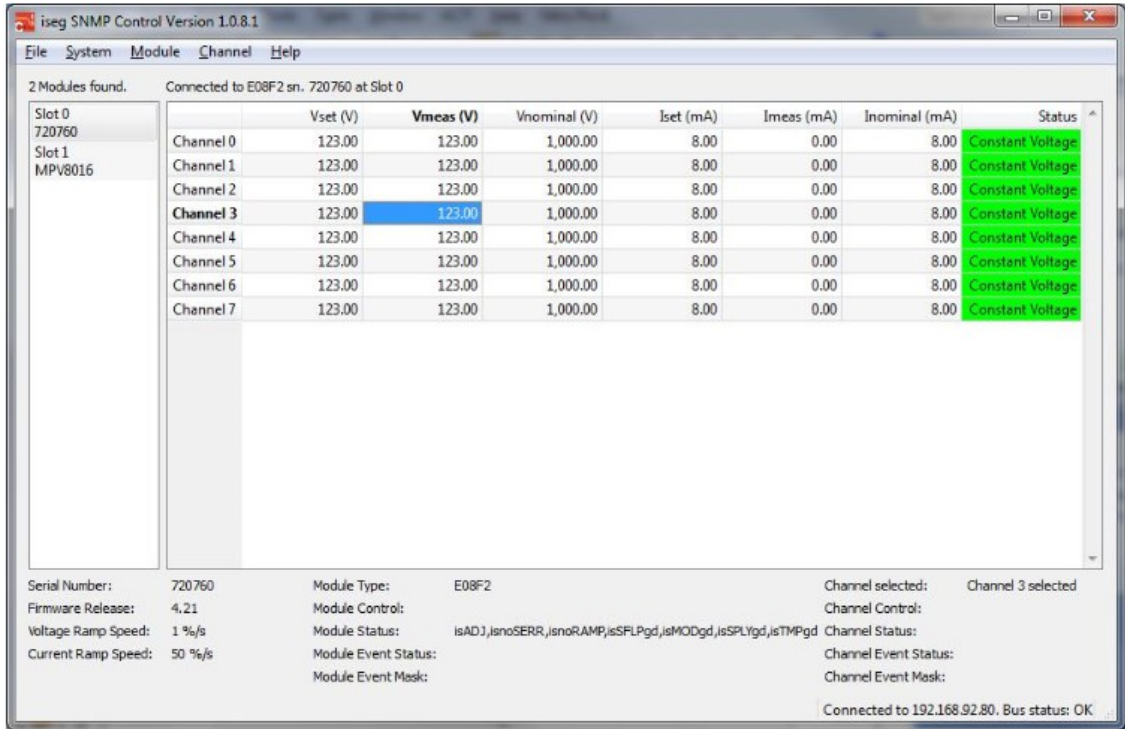 iseg SNMP Control Version 1.0.8.1
File System Module Channel Help
2 Modules found. Connected to E08F2 sn. 720760 at Slot 0
Slot 0
720760
Slot 1
MPV8016
Vset (V) Vmeas (V) Vnominal (V) Iset (mA) Imeas (mA) Inominal (mA) Status
Channel 0 123.00 123.00 1,000.00 8.00 0.00 8.00 Constant Voltage
Channel 1 123.00 123.00 1,000.00 8.00 0.00 8.00 Constant Voltage
Channel 2 123.00 123.00 1,000.00 8.00 0.00 8.00 Constant Voltage
Channel 3 123.00 123.00 1,000.00 8.00 0.00 8.00 Constant Voltage
Channel 4 123.00 123.00 1,000.00 8.00 0.00 8.00 Constant Voltage
Channel 5 123.00 123.00 1,000.00 8.00 0.00 8.00 Constant Voltage
Channel 6 123.00 123.00 1,000.00 8.00 0.00 8.00 Constant Voltage
Channel 7 123.00 123.00 1,000.00 8.00 0.00 8.00 Constant Voltage
Serial Number: 720760 Module Type: E08F2 Channel selected: Channel 3 selected
Firmware Release: 4.21 Module Control: Channel Control:
Voltage Ramp Speed: 1 %/s Module Status: isADJ,isnoSERR,isnoRAMP,isSFLPgd,isMODgd,isSPLYgd,isTMPgd Channel Status:
Current Ramp Speed: 50 %/s Module Event Status: Channel Event Status:
Module Event Mask: Channel Event Mask:
Connected to 192.168.92.80. Bus status: OK